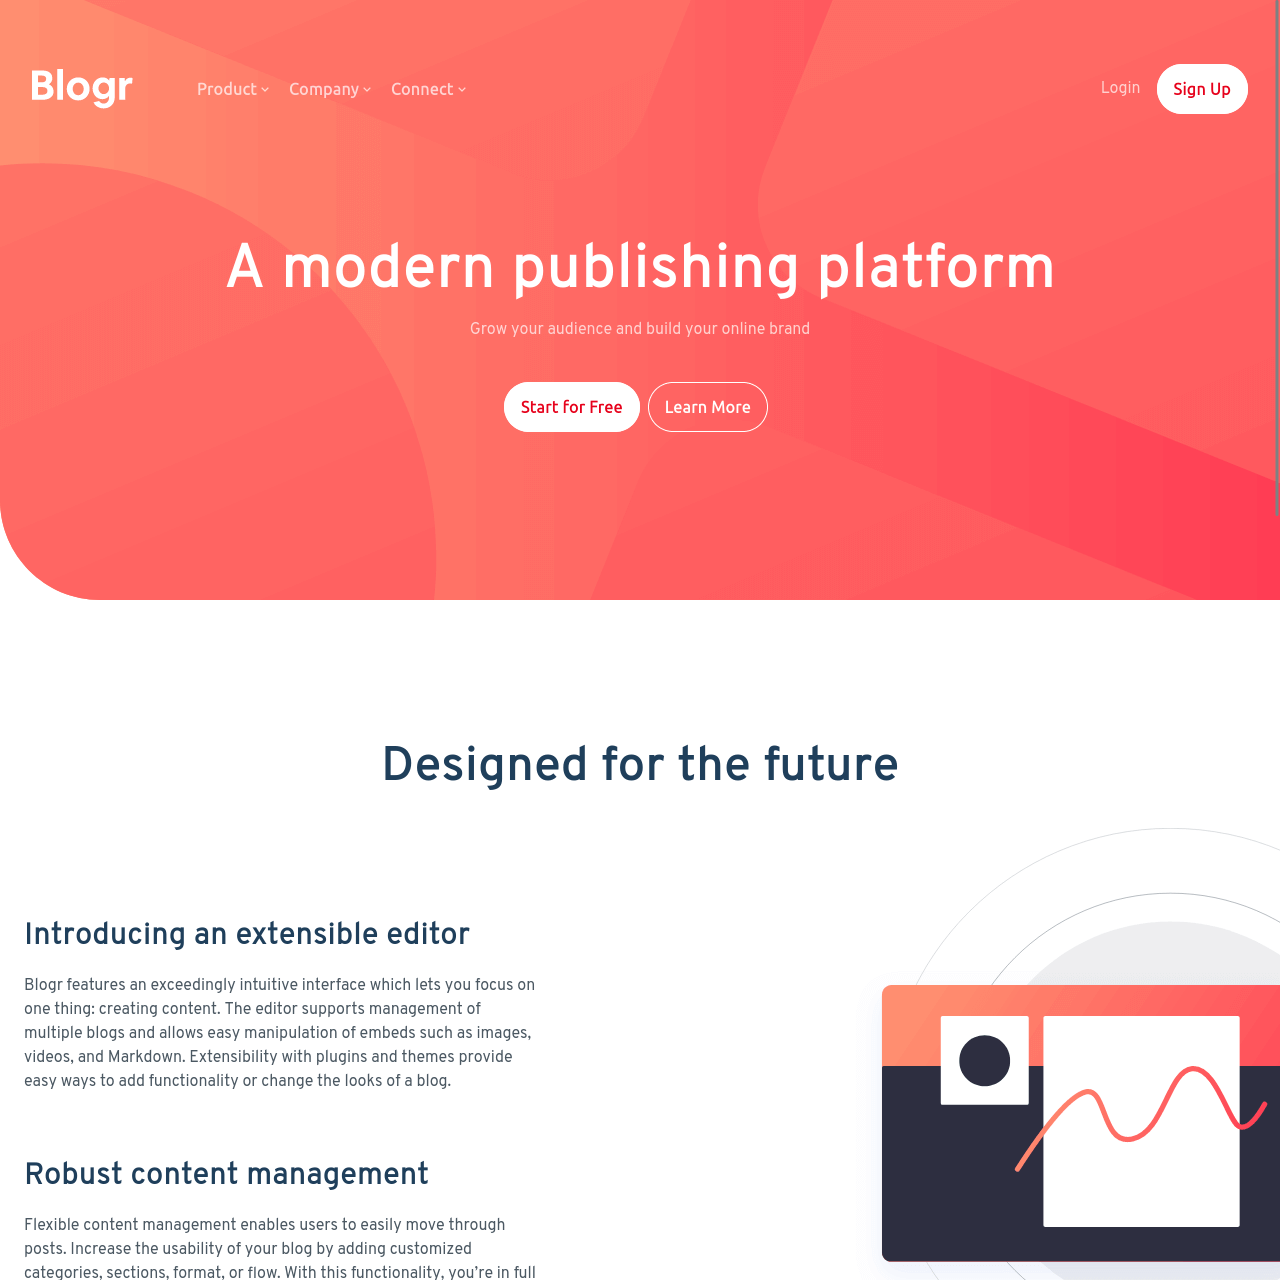 Blogr
Product
Company
Connect
Login
Sign Up
A modern publishing platform
Grow your audience and build your online brand
Start for Free
Learn More
Designed for the future
Introducing an extensible editor
Blogr features an exceedingly intuitive interface which lets you focus on
one thing: creating content. The editor supports management of
multiple blogs and allows easy manipulation of embeds such as images,
videos, and Markdown. Extensibility with plugins and themes provide
easy ways to add functionality or change the looks of a blog.
Robust content management
Flexible content management enables users to easily move through
posts. Increase the usability of your blog by adding customized
categories, sections, format, or flow. With this functionality, you’re in full